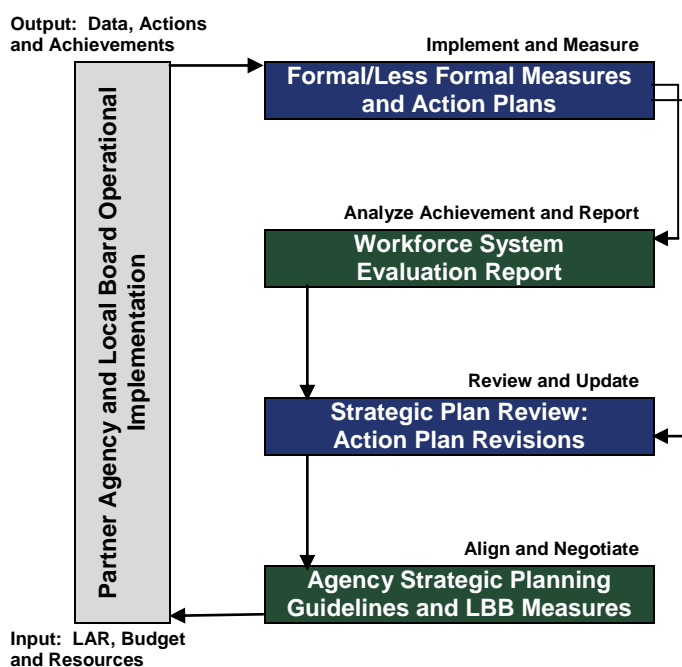 Output:  Data, Actions
and Achievements
Implement and Measure
Formal/Less Formal Measures
and Action Plans
Partner Agency and Local Board Operational
Implementation
Analyze Achievement and Report
Workforce System
Evaluation Report
Review and Update
Strategic Plan Review:
Action Plan Revisions
Align and Negotiate
Agency Strategic Planning
Guidelines and LBB Measures
Input:  LAR, Budget
and Resources